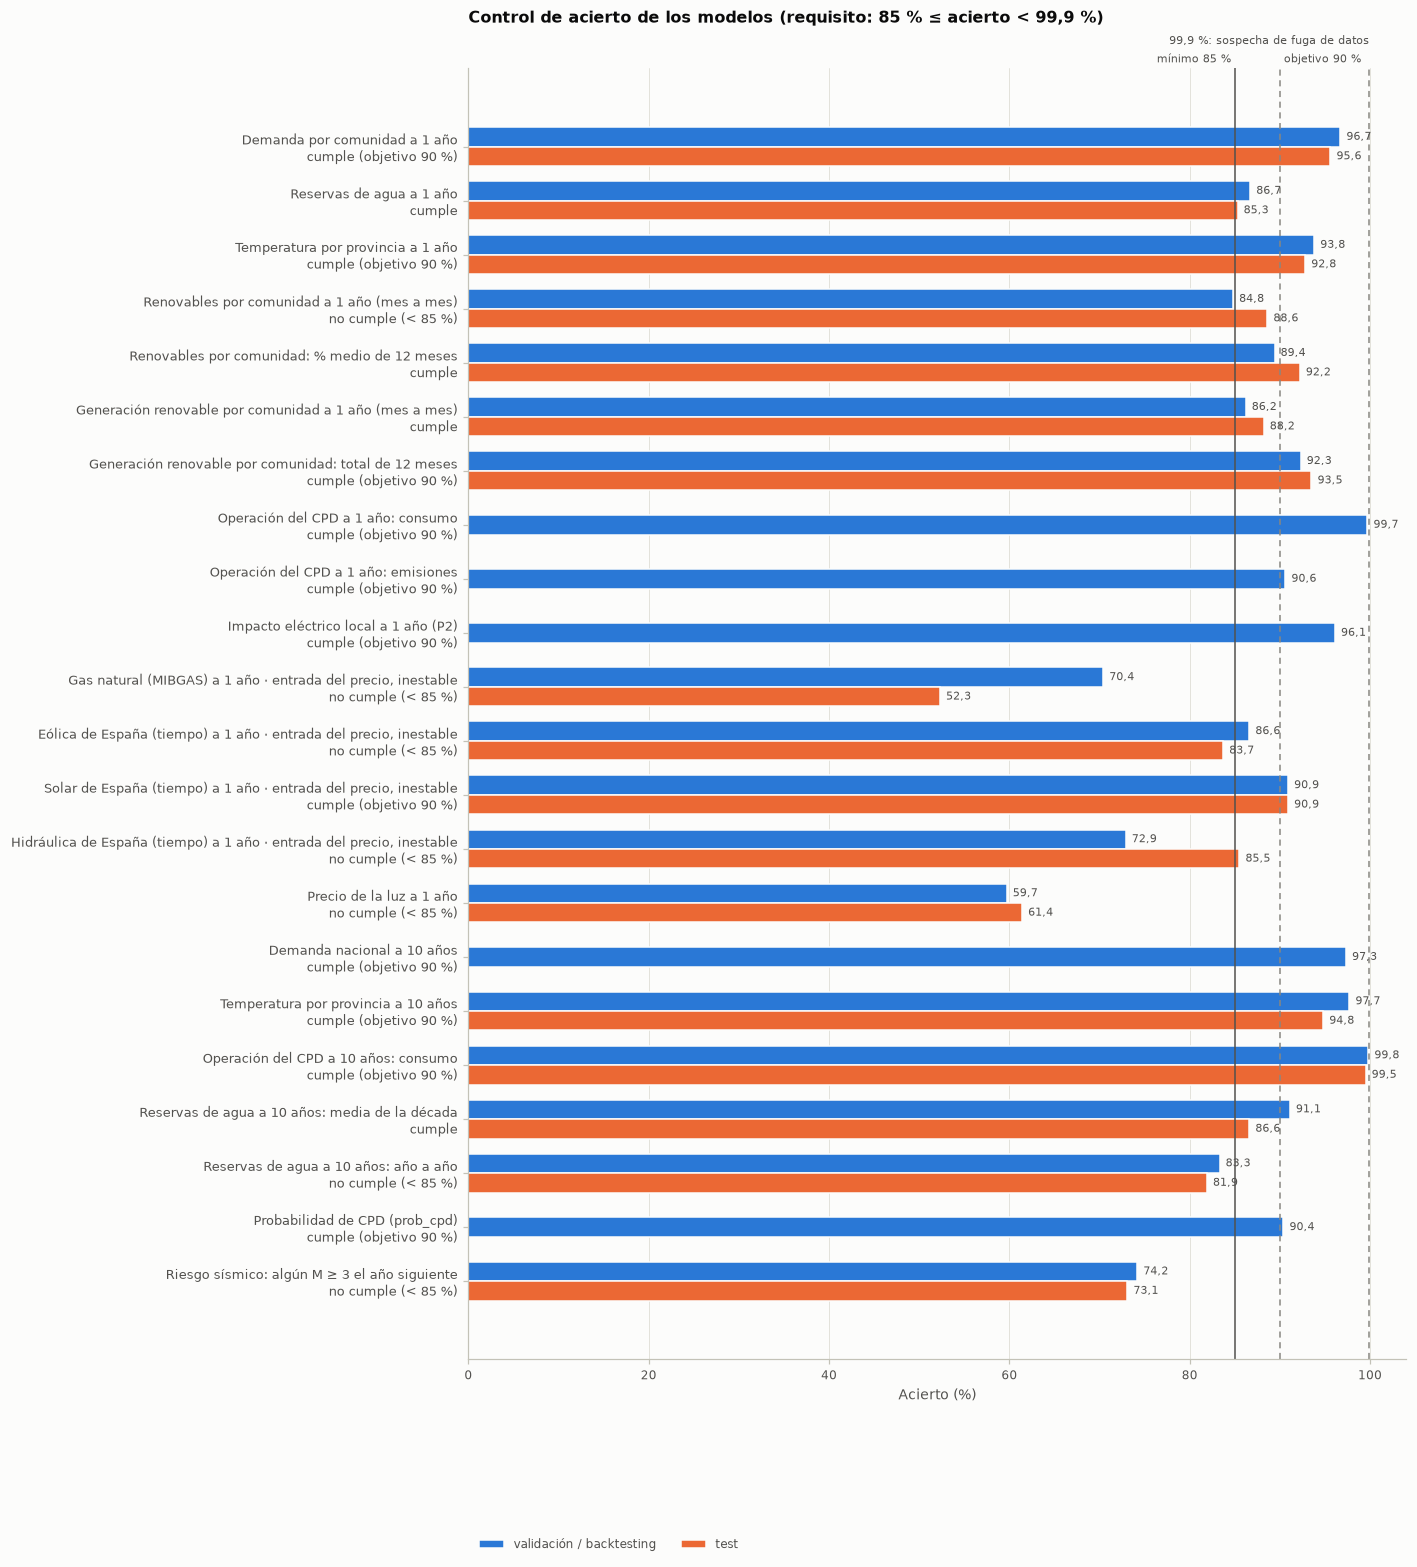 Control de acierto de los modelos (requisito: 85 % ≤ acierto < 99,9 %)
99,9 %: sospecha de fuga de datos
mínimo 85 %
objetivo 90 %
Demanda por comunidad a 1 año
cumple (objetivo 90 %)
96,7
95,6
Reservas de agua a 1 año
cumple
86,7
85,3
Temperatura por provincia a 1 año
cumple (objetivo 90 %)
93,8
92,8
Renovables por comunidad a 1 año (mes a mes)
no cumple (< 85 %)
84,8
88,6
Renovables por comunidad: % medio de 12 meses
cumple
89,4
92,2
Generación renovable por comunidad a 1 año (mes a mes)
cumple
86,2
88,2
Generación renovable por comunidad: total de 12 meses
cumple (objetivo 90 %)
92,3
93,5
Operación del CPD a 1 año: consumo
cumple (objetivo 90 %)
99,7
Operación del CPD a 1 año: emisiones
cumple (objetivo 90 %)
90,6
Impacto eléctrico local a 1 año (P2)
cumple (objetivo 90 %)
96,1
Gas natural (MIBGAS) a 1 año · entrada del precio, inestable
no cumple (< 85 %)
70,4
52,3
Eólica de España (tiempo) a 1 año · entrada del precio, inestable
no cumple (< 85 %)
86,6
83,7
Solar de España (tiempo) a 1 año · entrada del precio, inestable
cumple (objetivo 90 %)
90,9
90,9
Hidráulica de España (tiempo) a 1 año · entrada del precio, inestable
no cumple (< 85 %)
72,9
85,5
Precio de la luz a 1 año
no cumple (< 85 %)
59,7
61,4
Demanda nacional a 10 años
cumple (objetivo 90 %)
97,3
Temperatura por provincia a 10 años
cumple (objetivo 90 %)
97,7
94,8
Operación del CPD a 10 años: consumo
cumple (objetivo 90 %)
99,8
99,5
Reservas de agua a 10 años: media de la década
cumple
91,1
86,6
Reservas de agua a 10 años: año a año
no cumple (< 85 %)
83,3
81,9
Probabilidad de CPD (prob_cpd)
cumple (objetivo 90 %)
90,4
Riesgo sísmico: algún M ≥ 3 el año siguiente
no cumple (< 85 %)
74,2
73,1
0 20 40 60 80 100
Acierto (%)
validación / backtesting
test